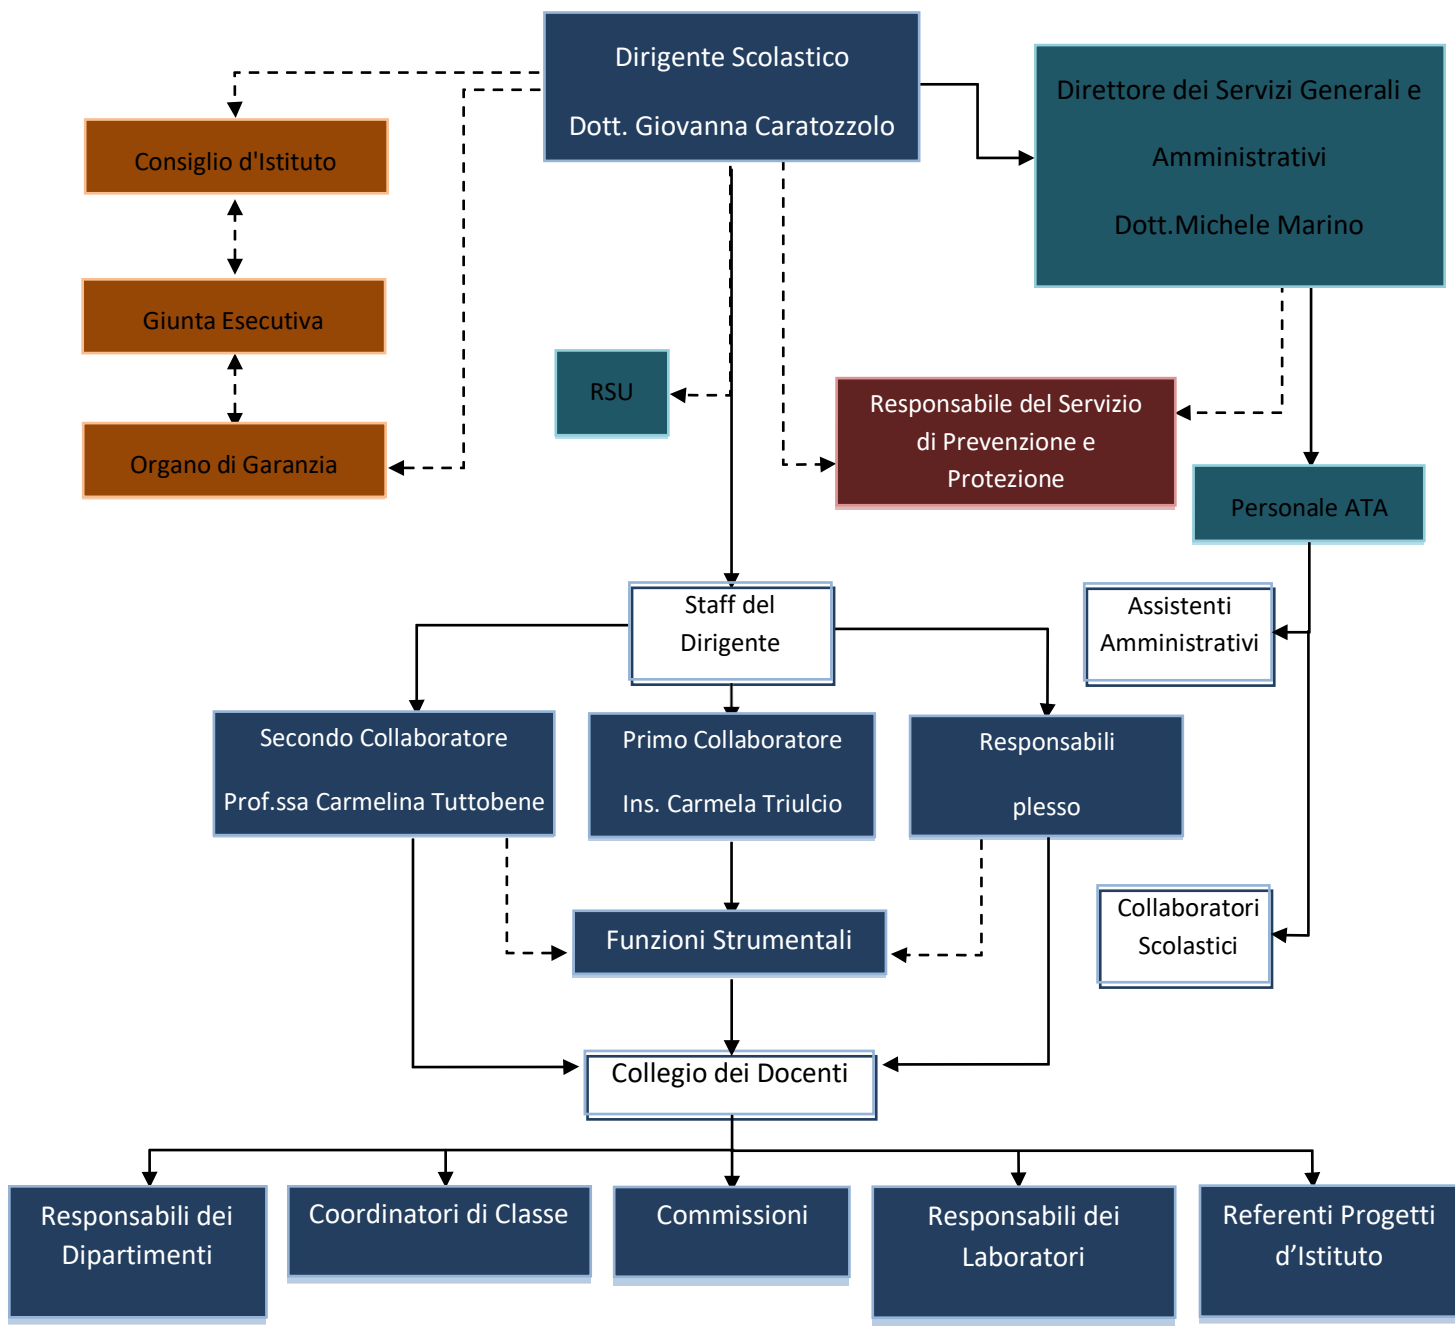 Dirigente Scolastico
Dott. Giovanna Caratozzolo
Direttore dei Servizi Generali e
Amministrativi
Dott.Michele Marino
Consiglio d'Istituto
Giunta Esecutiva
Organo di Garanzia
RSU
Responsabile del Servizio
di Prevenzione e
Protezione
Personale ATA
Staff del
Dirigente
Assistenti
Amministrativi
Secondo Collaboratore
Prof.ssa Carmelina Tuttobene
Primo Collaboratore
Ins. Carmela Triulcio
Responsabili
plesso
Collaboratori
Scolastici
Funzioni Strumentali
Collegio dei Docenti
Responsabili dei
Dipartimenti
Coordinatori di Classe
Commissioni
Responsabili dei
Laboratori
Referenti Progetti
d’Istituto